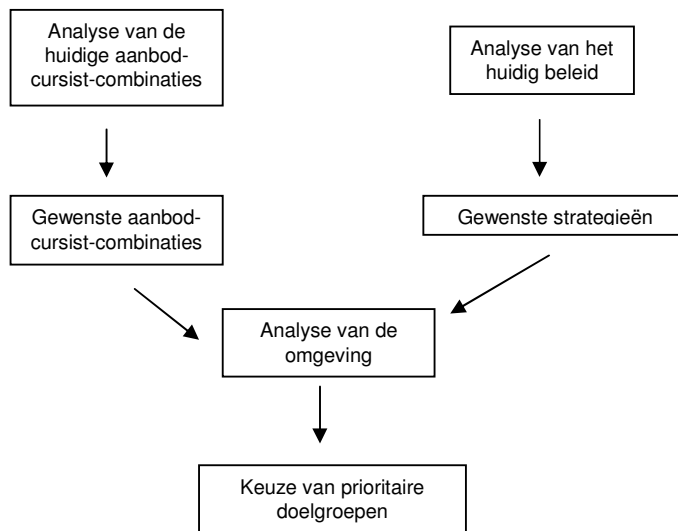 Analyse van de
huidige aanbod-
cursist-combinaties
Analyse van het
huidig beleid
Gewenste aanbod-
cursist-combinaties
Gewenste strategieën
Analyse van de
omgeving
Keuze van prioritaire
doelgroepen